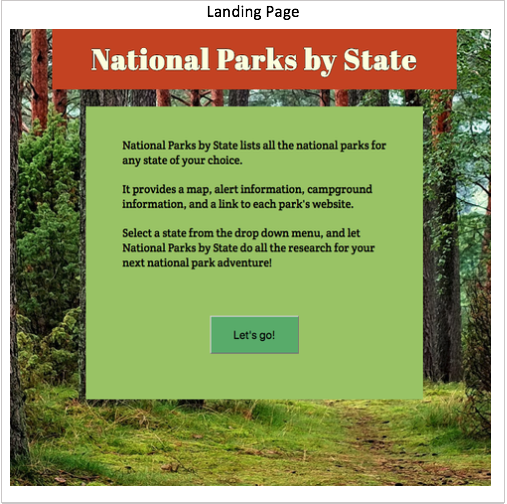 Landing Page
National Parks by State
National Parks by State lists all the national parks for
any state of your choice.
It provides a map, alert information, campground
information, and a link to each park's website.
Select a state from the drop down menu, and let
National Parks by State do all the research for your
next national park adventure!
Let's go!